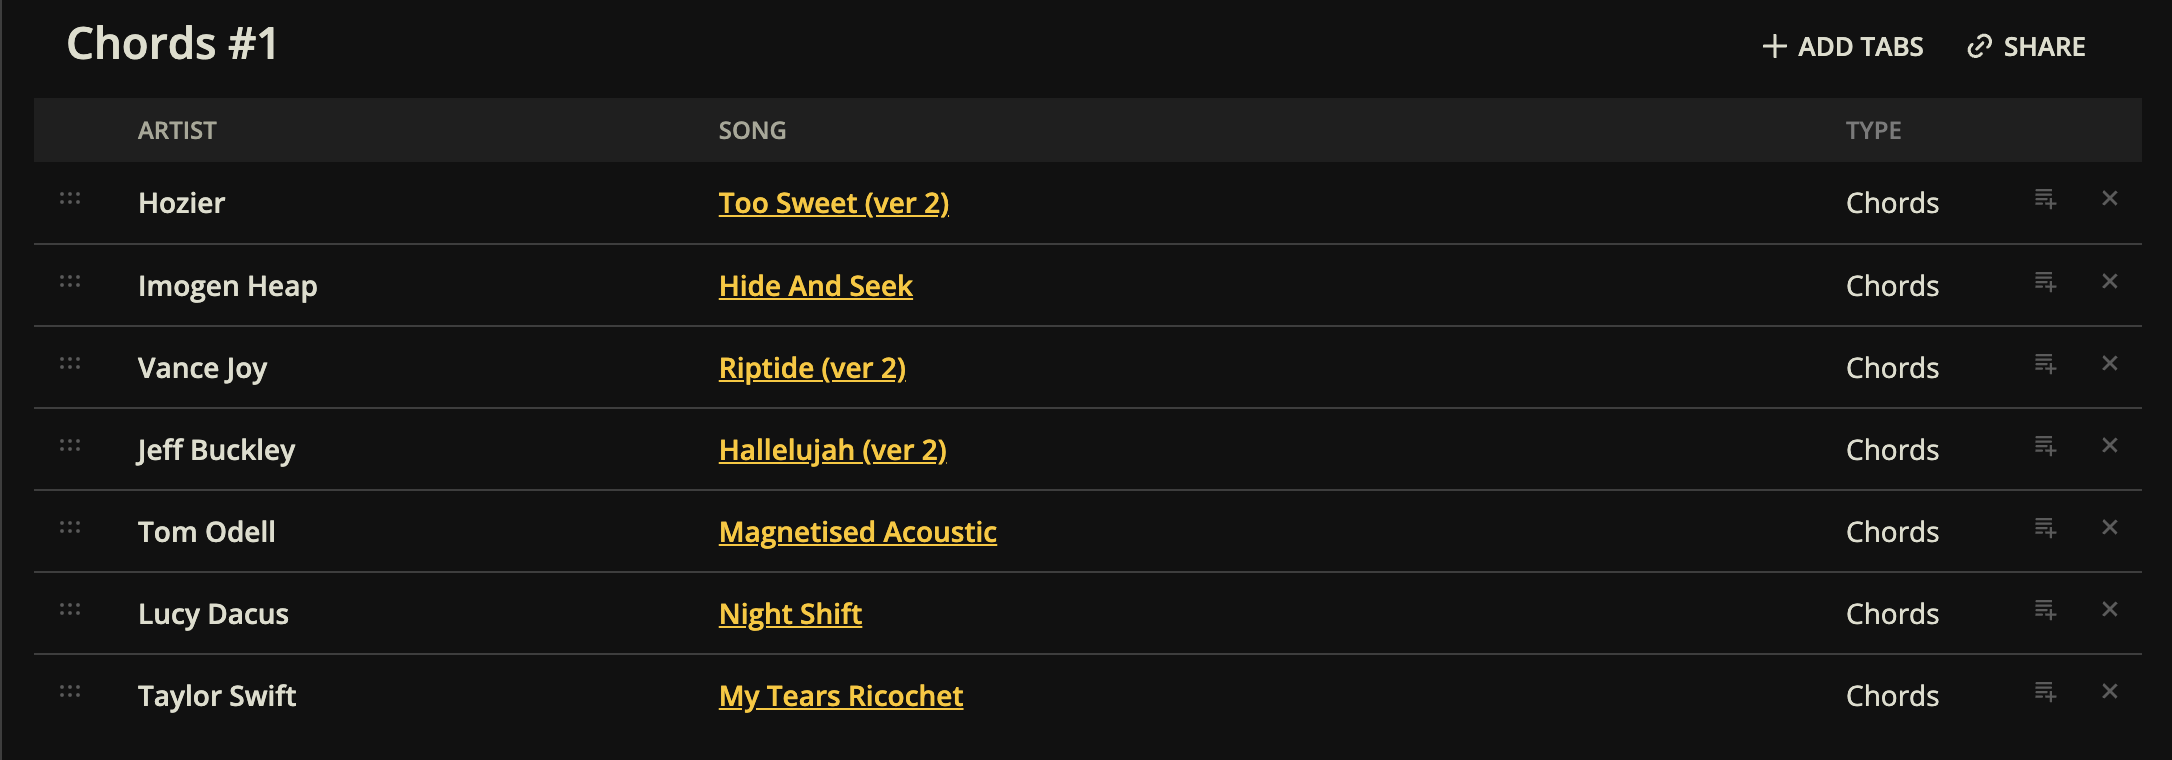 Chords #1
ADD TABS SHARE
ARTIST SONG TYPE
Hozier Too Sweet (ver 2) Chords
Imogen Heap Hide And Seek Chords
Vance Joy Riptide (ver 2) Chords
Jeff Buckley Hallelujah (ver 2) Chords
Tom Odell Magnetised Acoustic Chords
Lucy Dacus Night Shift Chords
Taylor Swift My Tears Ricochet Chords